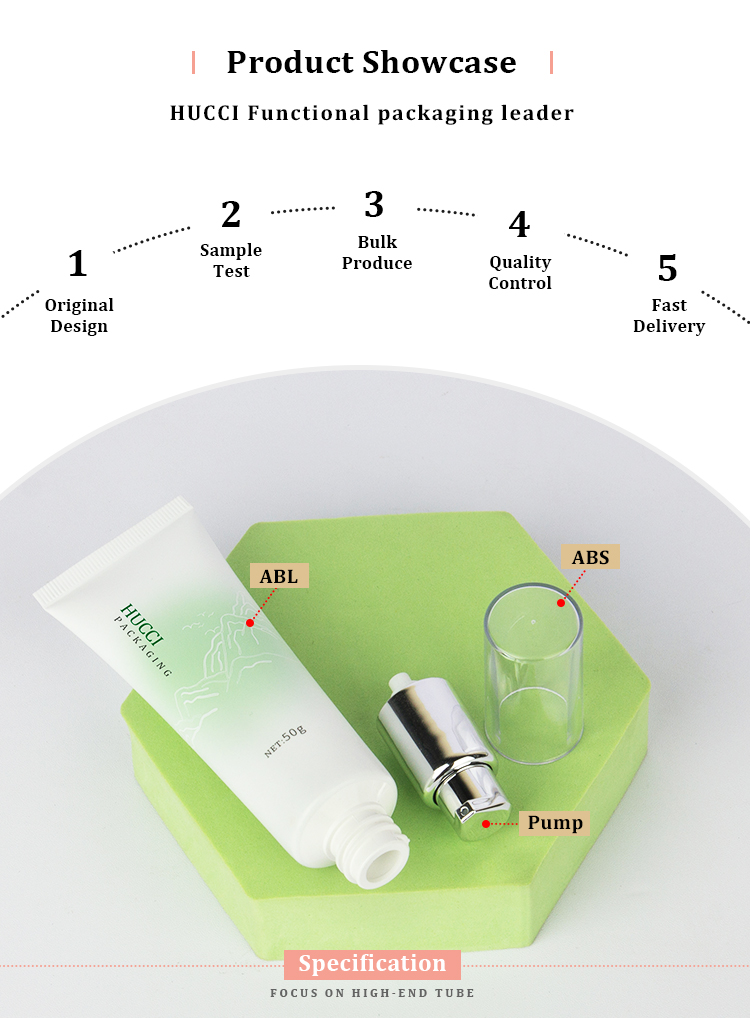 Product Showcase
HUCCI Functional packaging leader
1
Original
Design
2
Sample
Test
3
Bulk
Produce
4
Quality
Control
5
Fast
Delivery
ABL
ABS
HUCCI
PACKAGING
NET:50g
Pump
Specification
FOCUS ON HIGH-END TUBE